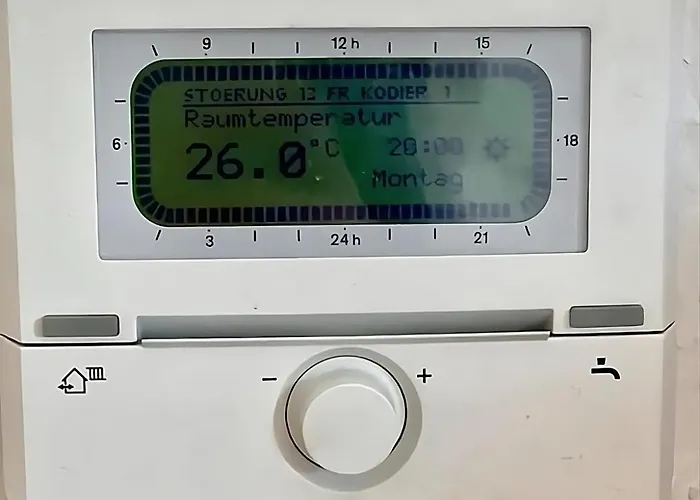 9 12 h 15
STOERUNG 13 FR KODIER 1
Raumtemperatur
6 26.0°C 20:00 18
Montag
3 24 h 21
- +